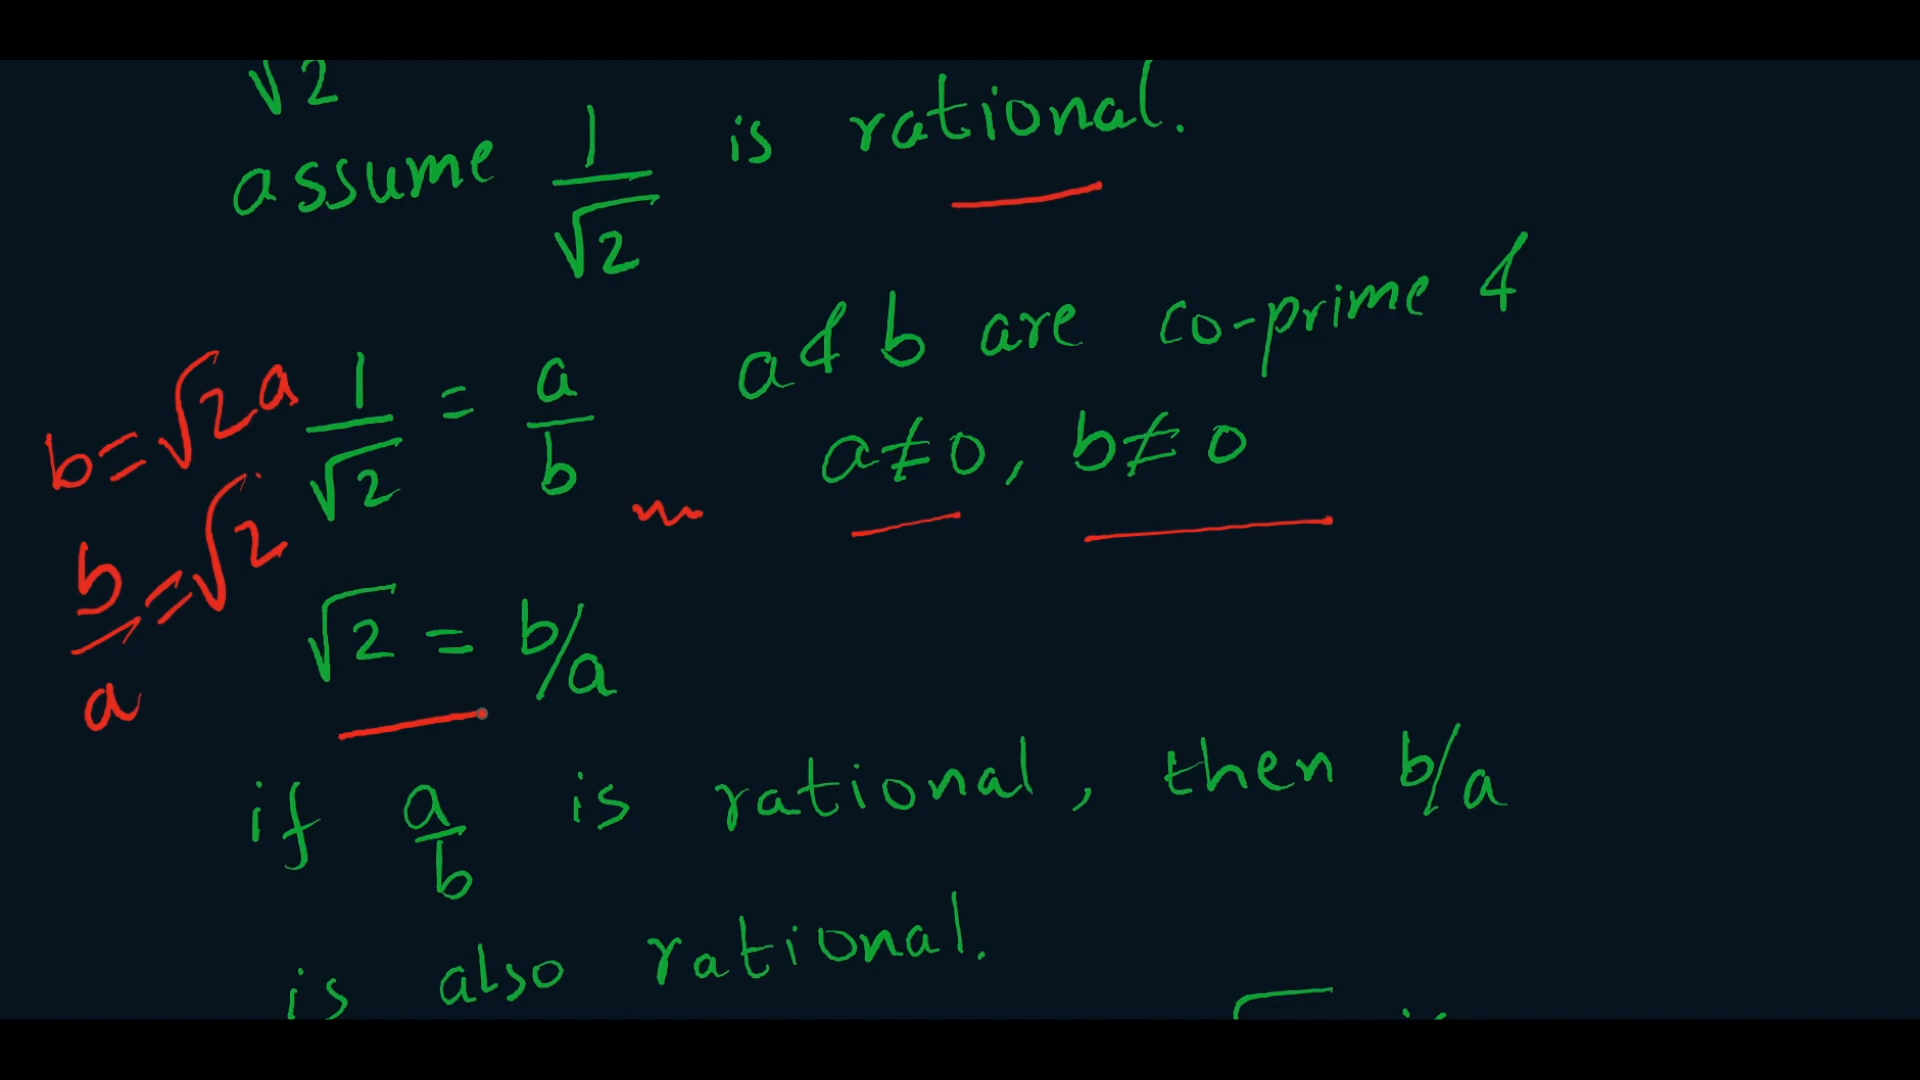 √2
assume 1/√2 is rational.
a & b are co-prime &
b=√2a 1/√2 = a/b a≠0, b≠0
b/a=√2
√2 = b/a
if a/b is rational, then b/a
is also rational.